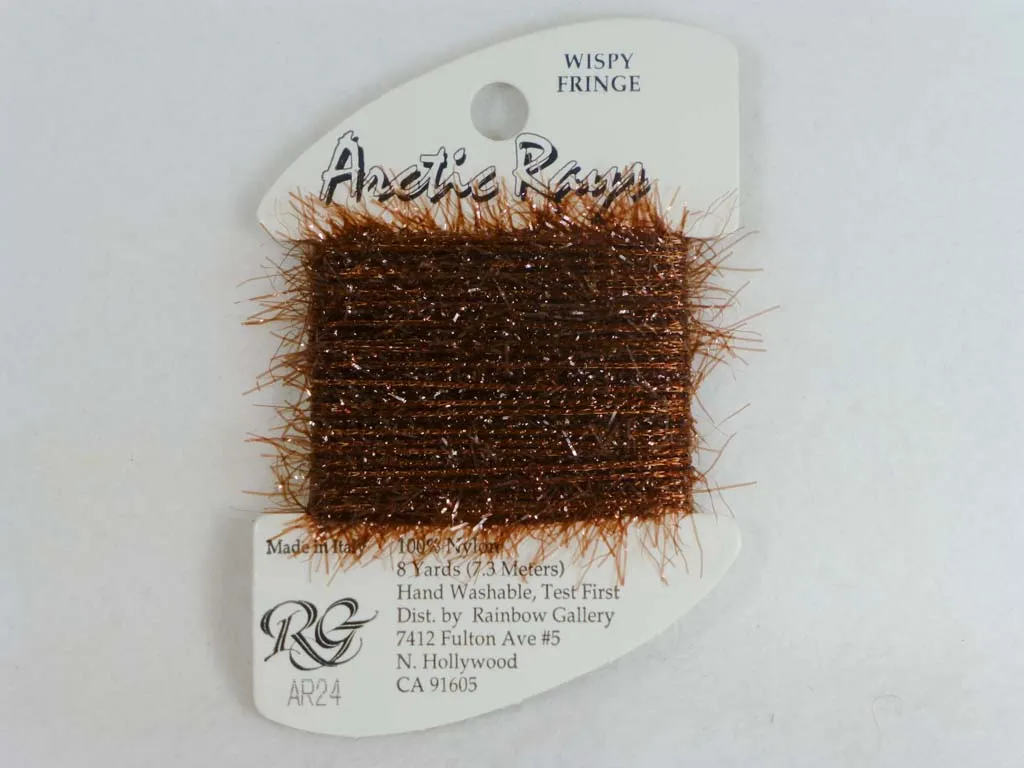 WISPY
FRINGE
Arctic Rays
Made in Italy
100% Nylon
8 Yards (7.3 Meters)
Hand Washable, Test First
Dist. by Rainbow Gallery
7412 Fulton Ave #5
N. Hollywood
CA 91605
RG
AR24